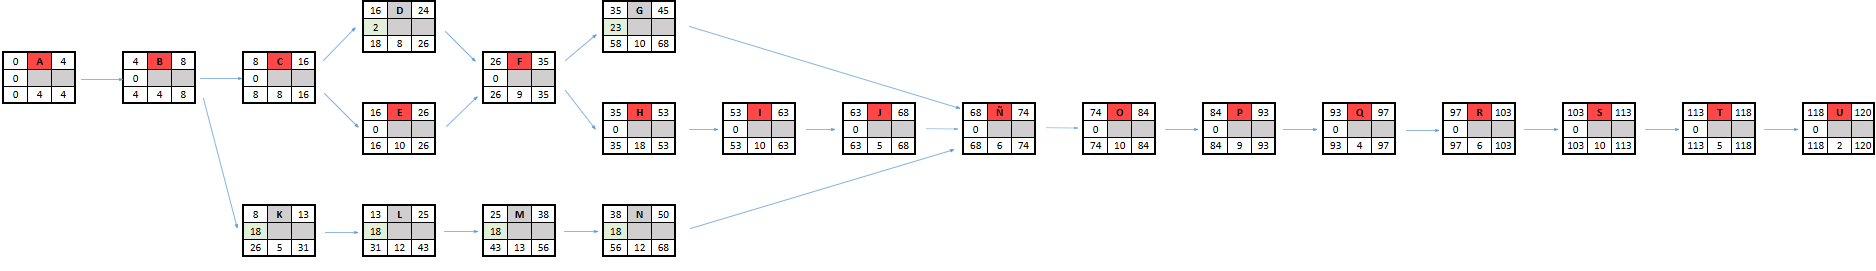 16 D 24
2
18 8 26
35 G 45
23
58 10 68
0 A 4
0
0 4 4
4 B 8
0
4 4 8
8 C 16
0
8 8 16
26 F 35
0
26 9 35
16 E 26
0
16 10 26
35 H 53
0
35 18 53
53 I 63
0
53 10 63
63 J 68
0
63 5 68
68 Ñ 74
0
68 6 74
74 O 84
0
74 10 84
84 P 93
0
84 9 93
93 Q 97
0
93 4 97
97 R 103
0
97 6 103
103 S 113
0
103 10 113
113 T 118
0
113 5 118
118 U 120
0
118 2 120
8 K 13
18
26 5 31
13 L 25
18
31 12 43
25 M 38
18
43 13 56
38 N 50
18
56 12 68